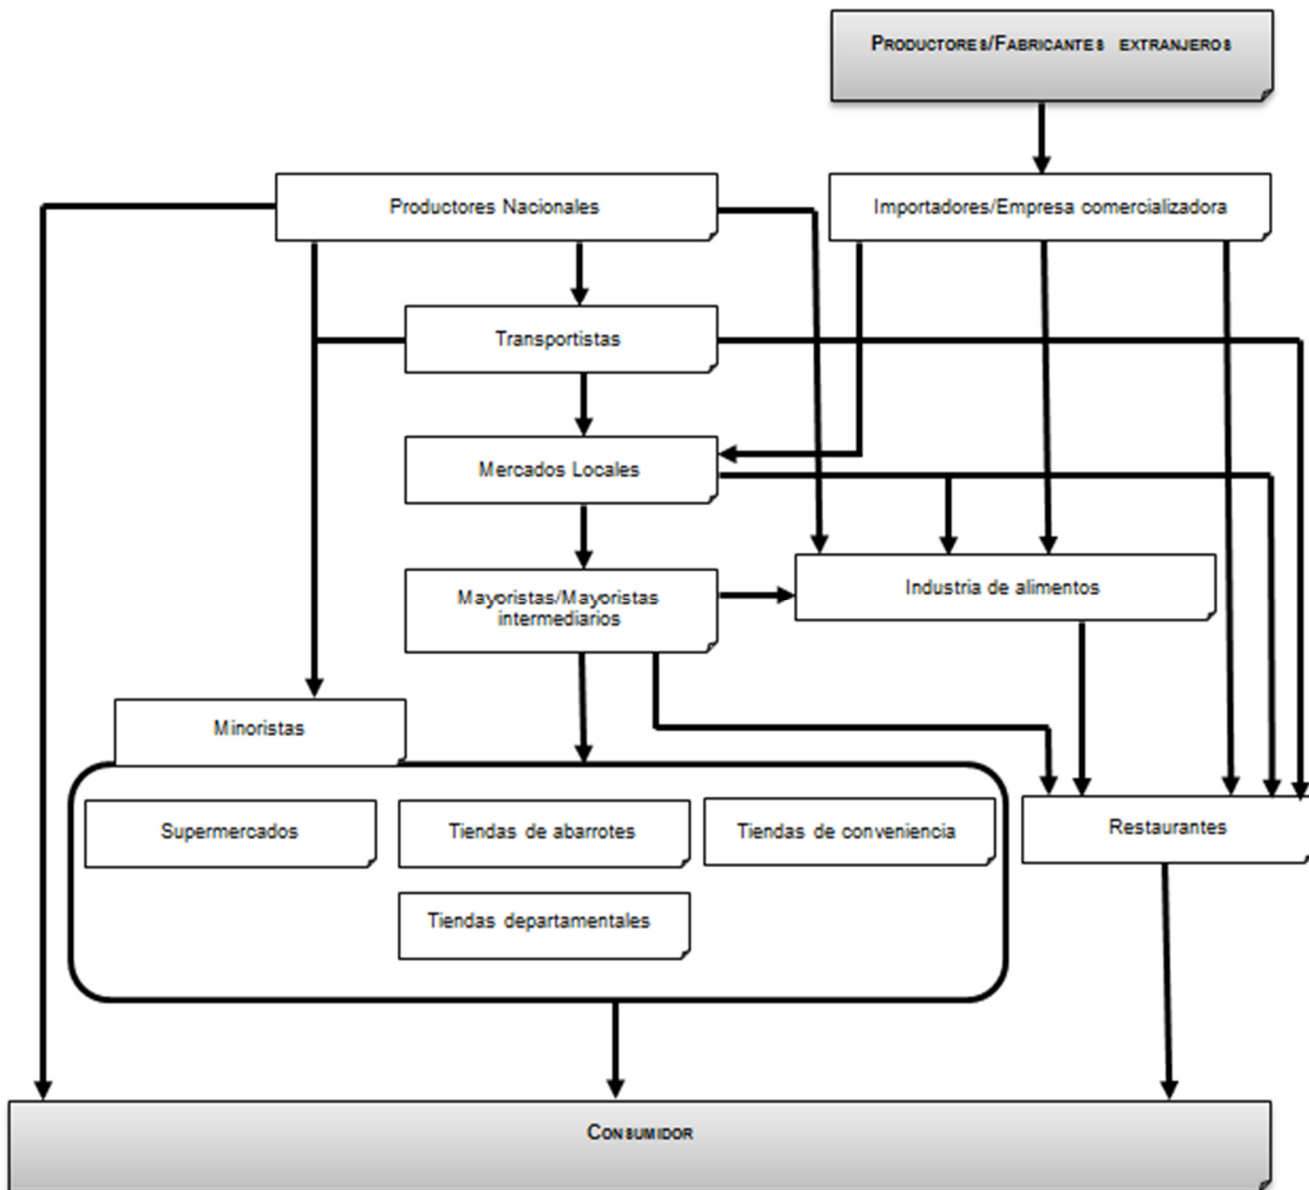 PRODUCTORES/FABRICANTES EXTRANJEROS
Productores Nacionales
Importadores/Empresa comercializadora
Transportistas
Mercados Locales
Mayoristas/Mayoristas
intermediarios
Industria de alimentos
Minoristas
Supermercados
Tiendas de abarrotes
Tiendas de conveniencia
Restaurantes
Tiendas departamentales
CONSUMIDOR